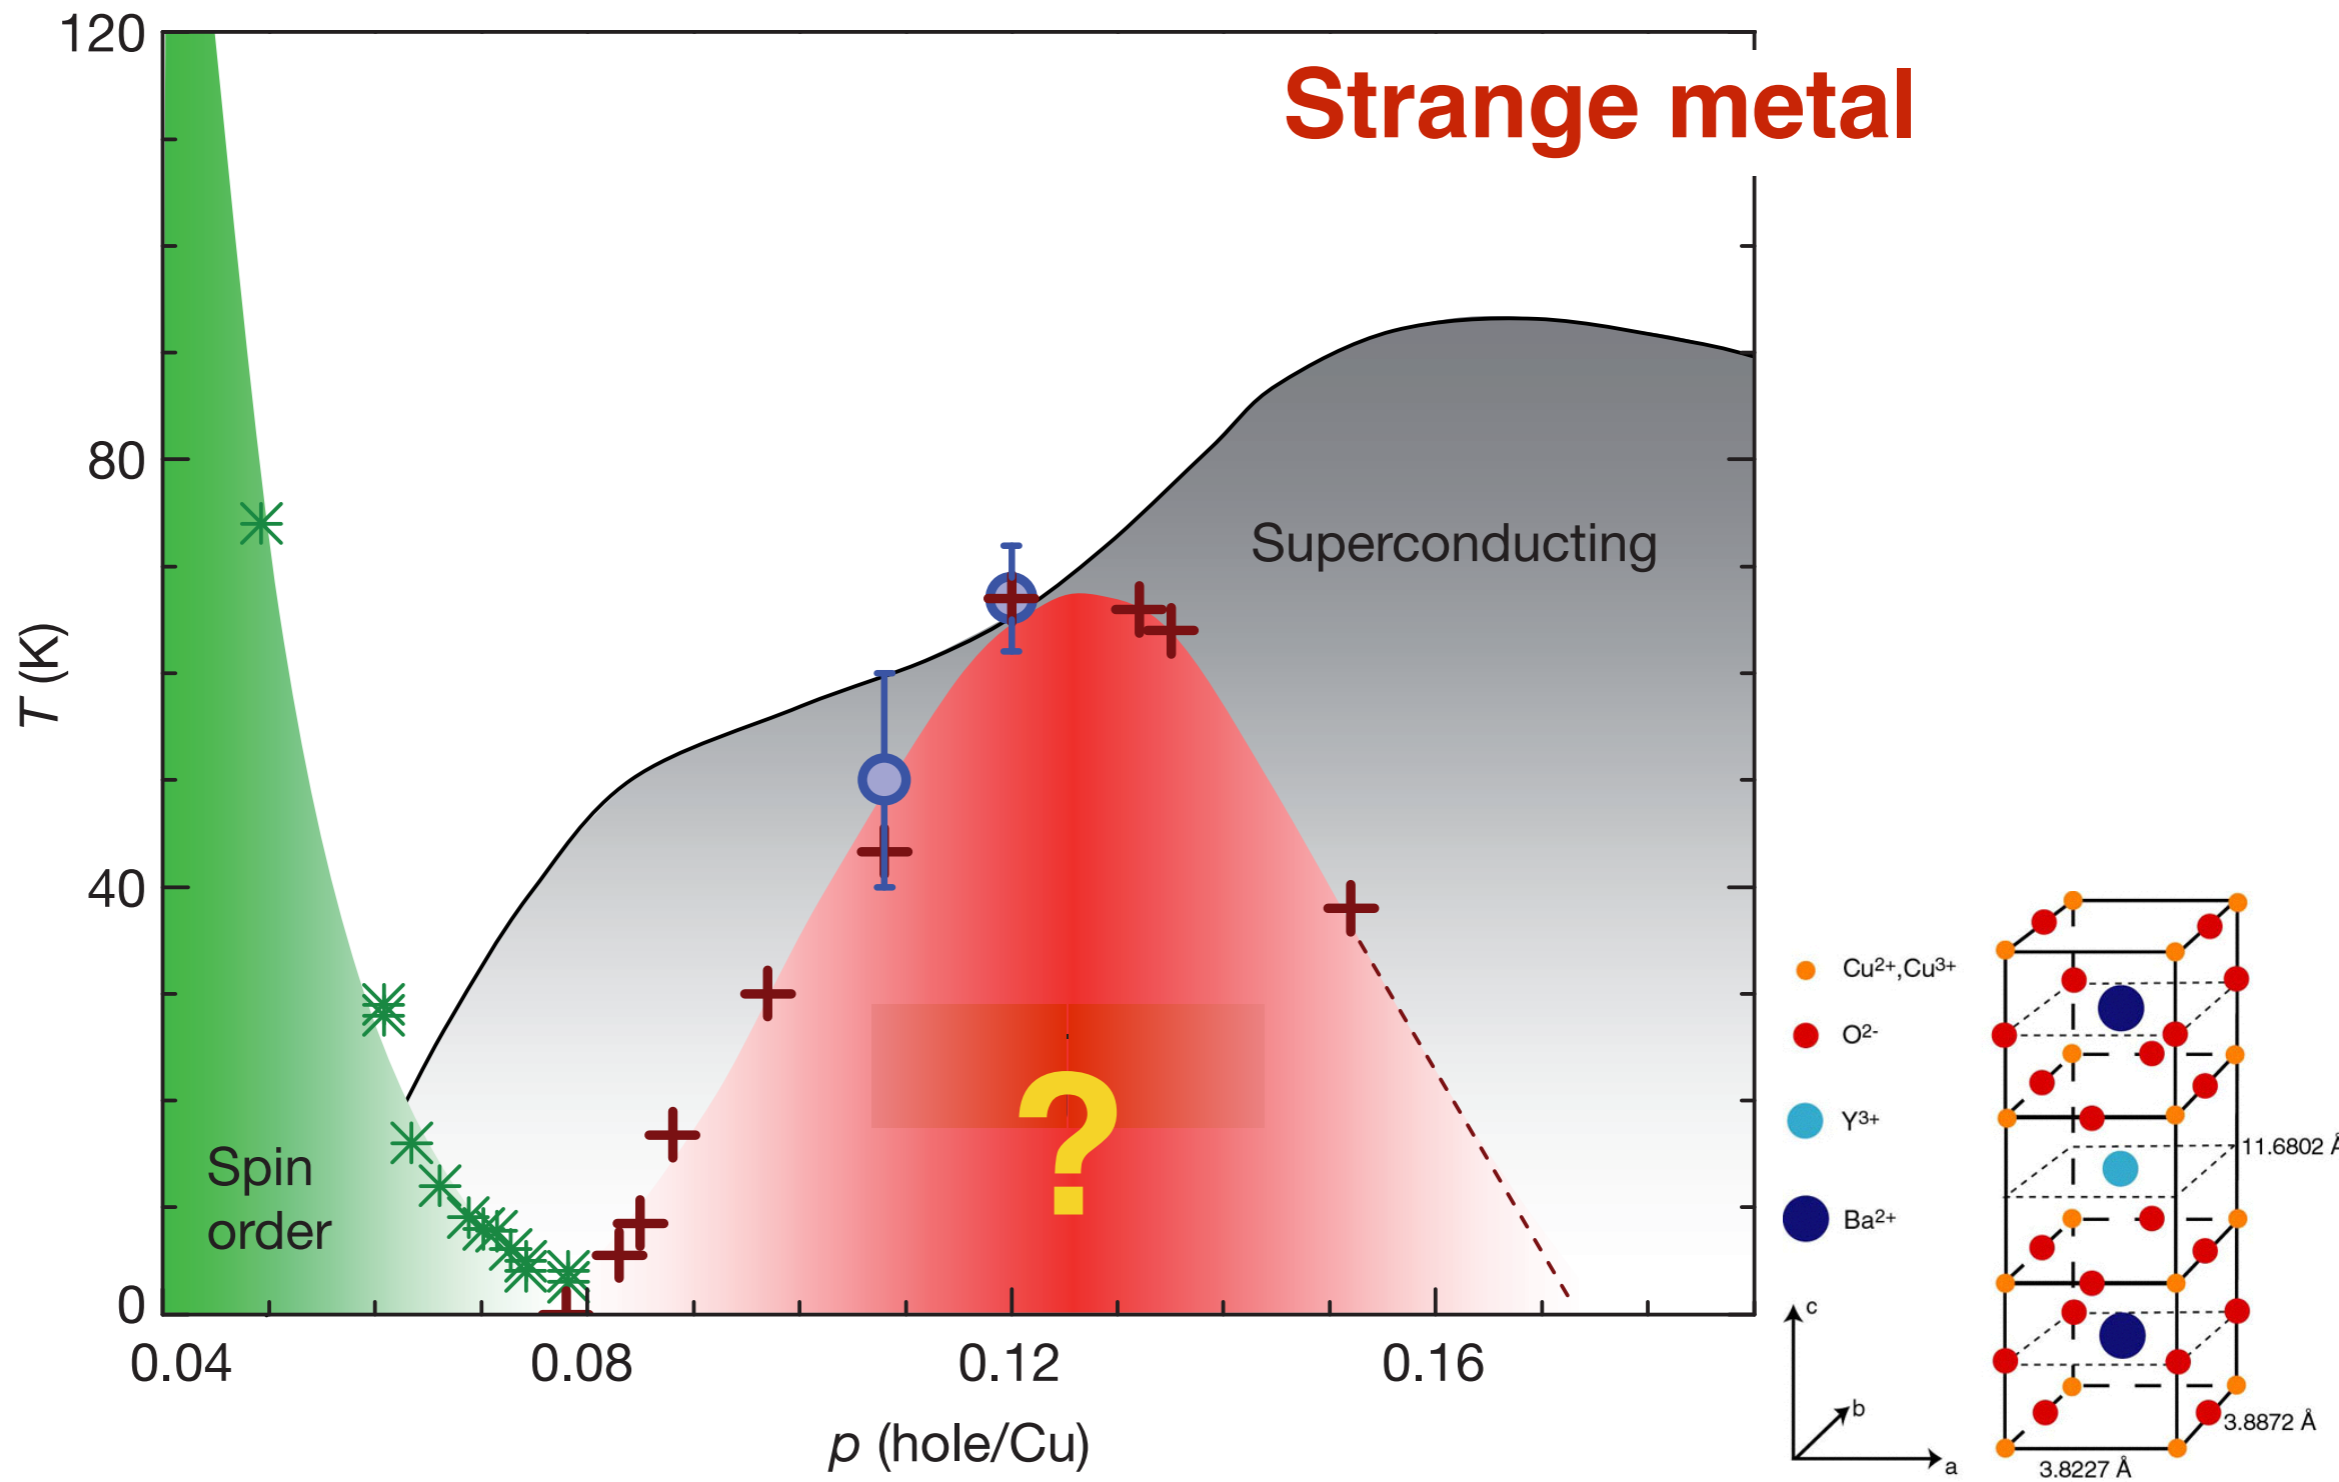 120
Strange metal
80
Superconducting
T (K)
40
Spin
order
?
0
0.04 0.08 0.12 0.16
p (hole/Cu)
Cu²⁺,Cu³⁺
O²⁻
Y³⁺
Ba²⁺
11.6802 Å
3.8872 Å
3.8227 Å
c
b
a